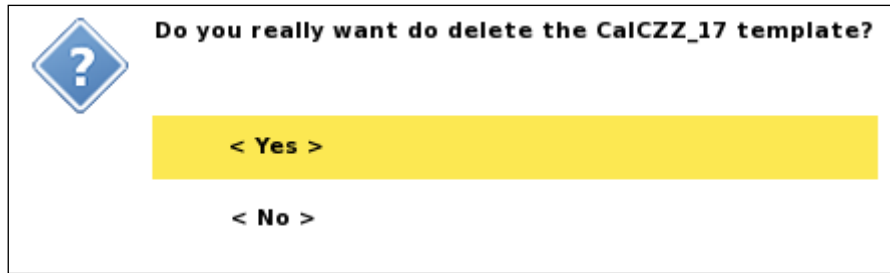 Do you really want do delete the CalCZZ_17 template?
?
< Yes >
< No >